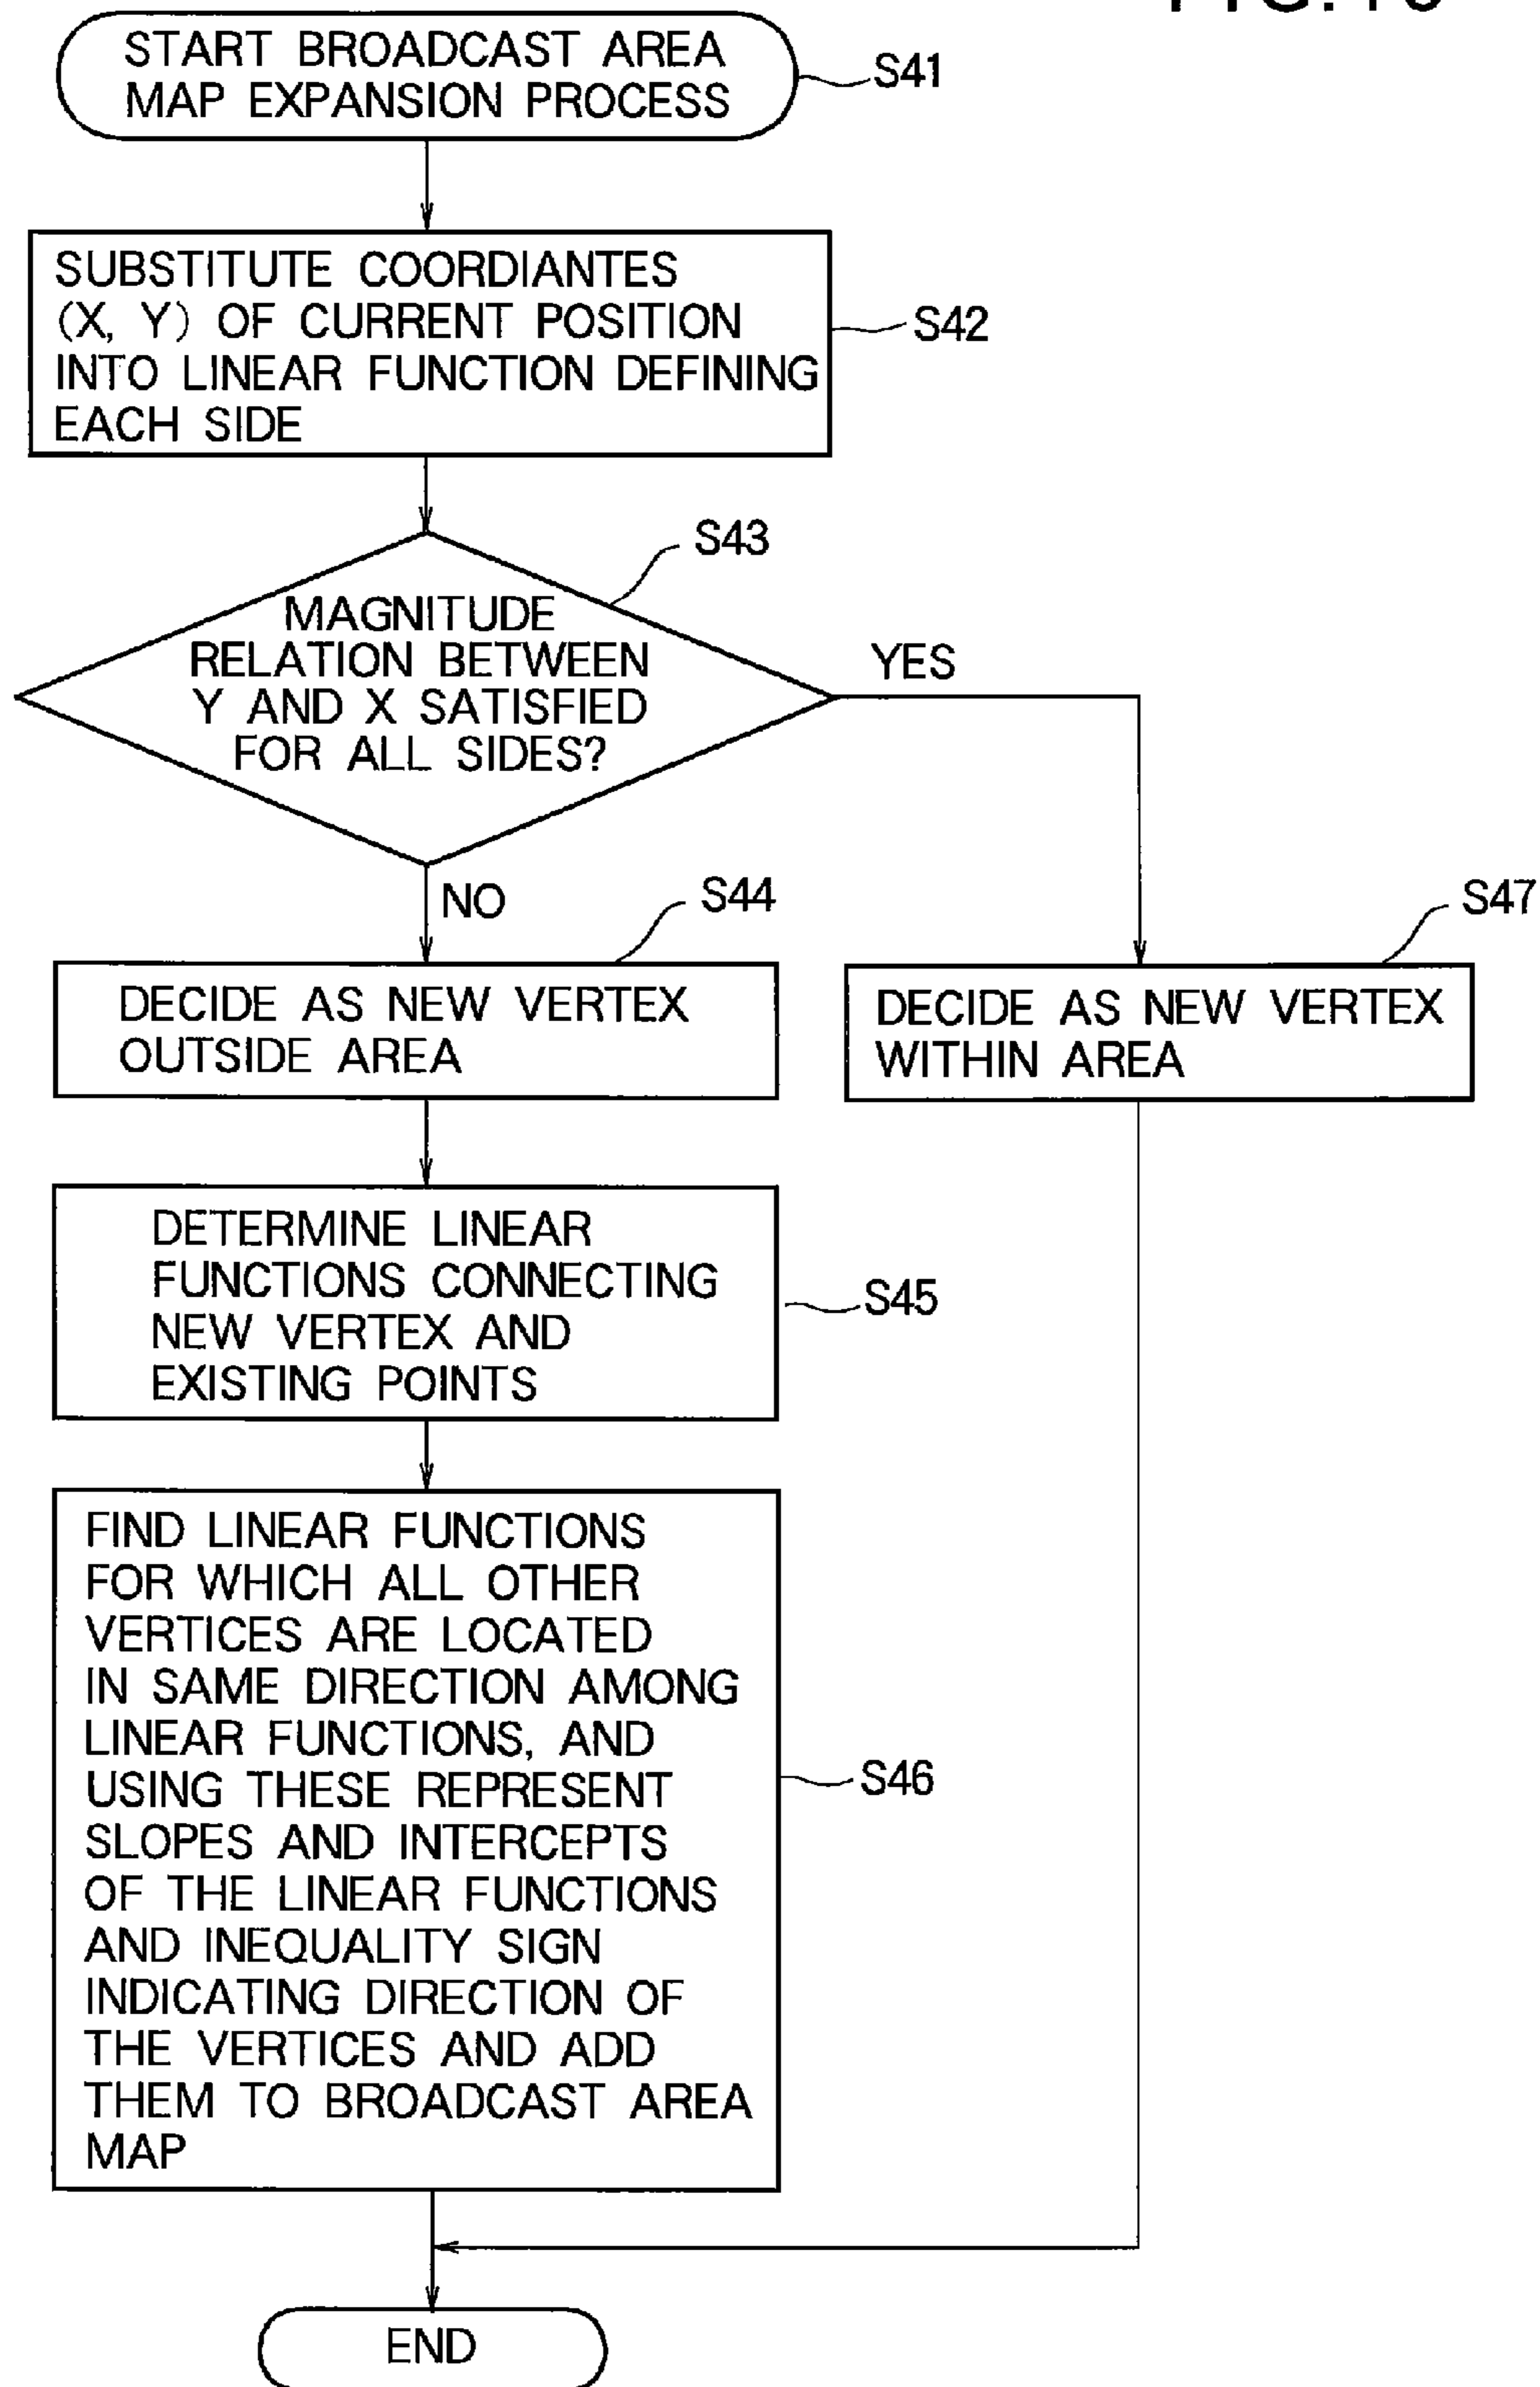 START BROADCAST AREA
MAP EXPANSION PROCESS
S41
SUBSTITUTE COORDIANTES
(X, Y) OF CURRENT POSITION
INTO LINEAR FUNCTION DEFINING
EACH SIDE
S42
S43
MAGNITUDE
RELATION BETWEEN
Y AND X SATISFIED
FOR ALL SIDES?
YES
NO
S44
S47
DECIDE AS NEW VERTEX
OUTSIDE AREA
DECIDE AS NEW VERTEX
WITHIN AREA
DETERMINE LINEAR
FUNCTIONS CONNECTING
NEW VERTEX AND
EXISTING POINTS
S45
FIND LINEAR FUNCTIONS
FOR WHICH ALL OTHER
VERTICES ARE LOCATED
IN SAME DIRECTION AMONG
LINEAR FUNCTIONS, AND
USING THESE REPRESENT
SLOPES AND INTERCEPTS
OF THE LINEAR FUNCTIONS
AND INEQUALITY SIGN
INDICATING DIRECTION OF
THE VERTICES AND ADD
THEM TO BROADCAST AREA
MAP
S46
END